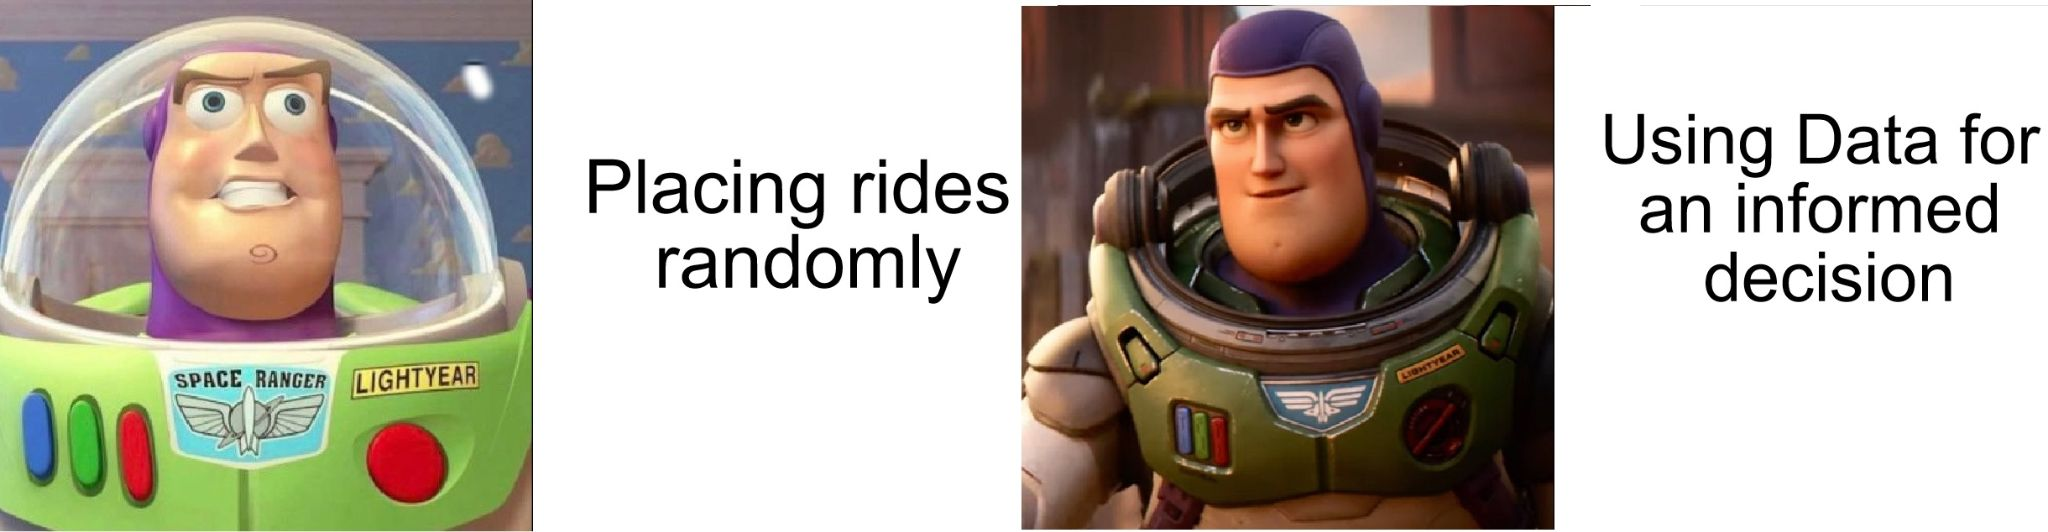 SPACE RANGER
LIGHTYEAR
Placing rides
randomly
LIGHTYEAR
Using Data for
an informed
decision